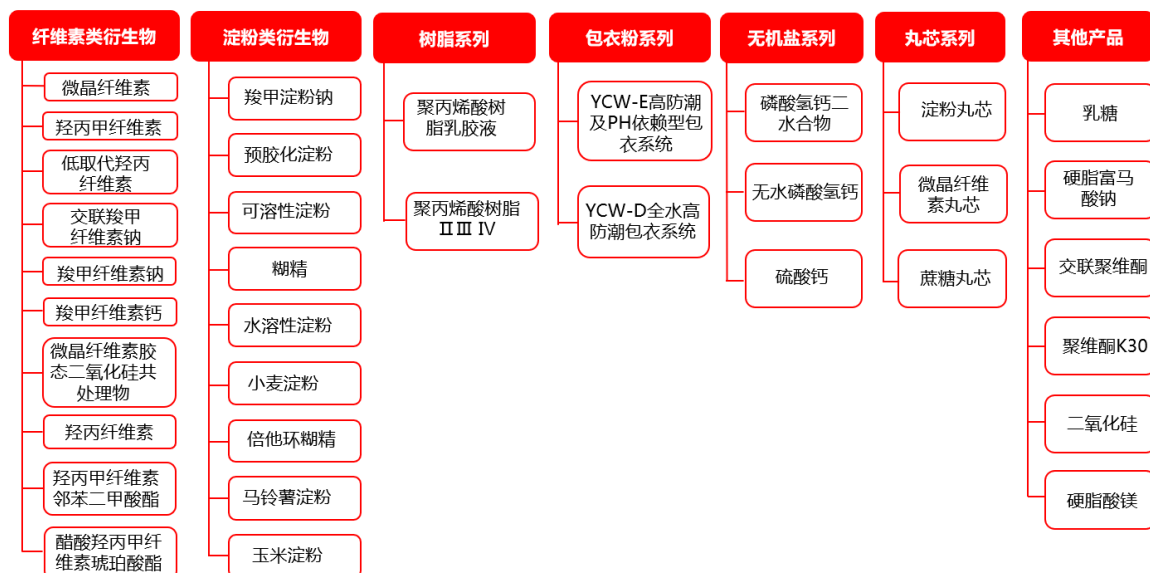 纤维素类衍生物
微晶纤维素
羟丙甲纤维素
低取代羟丙
纤维素
交联羧甲
纤维素钠
羧甲纤维素钠
羧甲纤维素钙
微晶纤维素胶
态二氧化硅共
处理物
羟丙纤维素
羟丙甲纤维素
邻苯二甲酸酯
醋酸羟丙甲纤
维素琥珀酸酯
淀粉类衍生物
羧甲淀粉钠
预胶化淀粉
可溶性淀粉
糊精
水溶性淀粉
小麦淀粉
倍他环糊精
马铃薯淀粉
玉米淀粉
树脂系列
聚丙烯酸树
脂乳胶液
聚丙烯酸树脂
ⅡⅢ Ⅳ
包衣粉系列
YCW-E高防潮
及PH依赖型包
衣系统
YCW-D全水高
防潮包衣系统
无机盐系列
磷酸氢钙二
水合物
无水磷酸氢钙
硫酸钙
丸芯系列
淀粉丸芯
微晶纤维
素丸芯
蔗糖丸芯
其他产品
乳糖
硬脂富马
酸钠
交联聚维酮
聚维酮K30
二氧化硅
硬脂酸镁